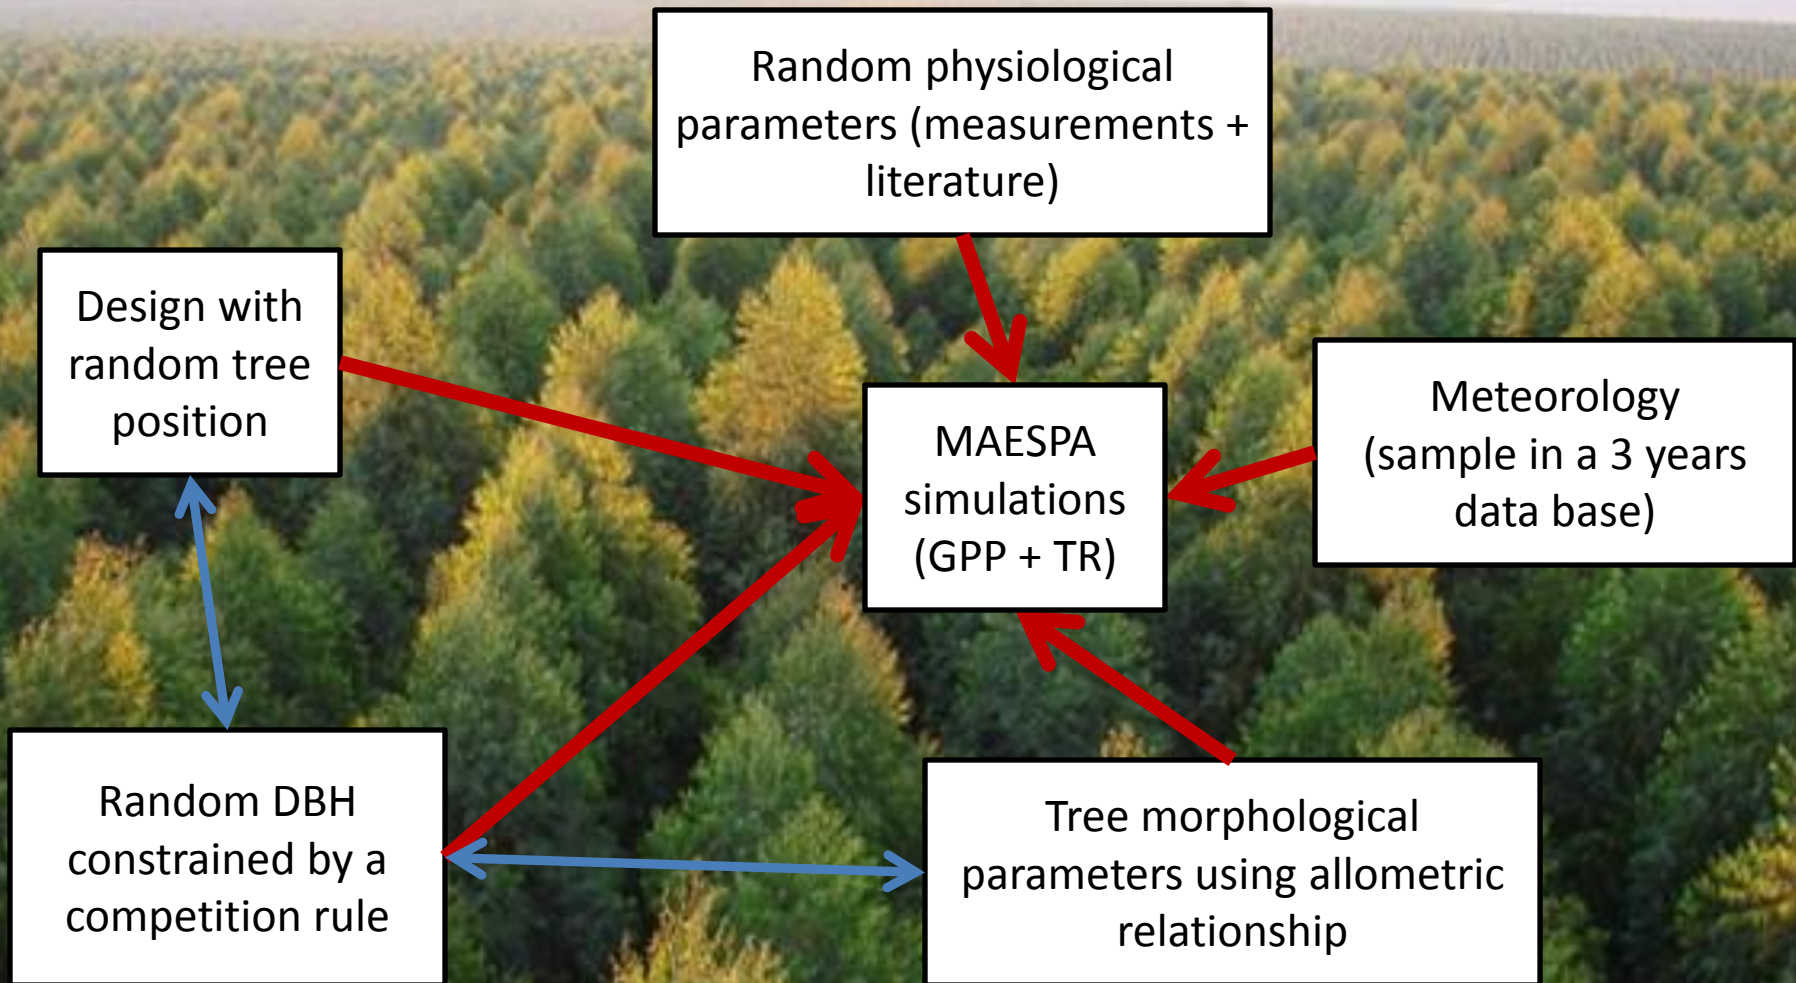 Random physiological
parameters (measurements +
literature)
Design with
random tree
position
MAESPA
simulations
(GPP + TR)
Meteorology
(sample in a 3 years
data base)
Random DBH
constrained by a
competition rule
Tree morphological
parameters using allometric
relationship